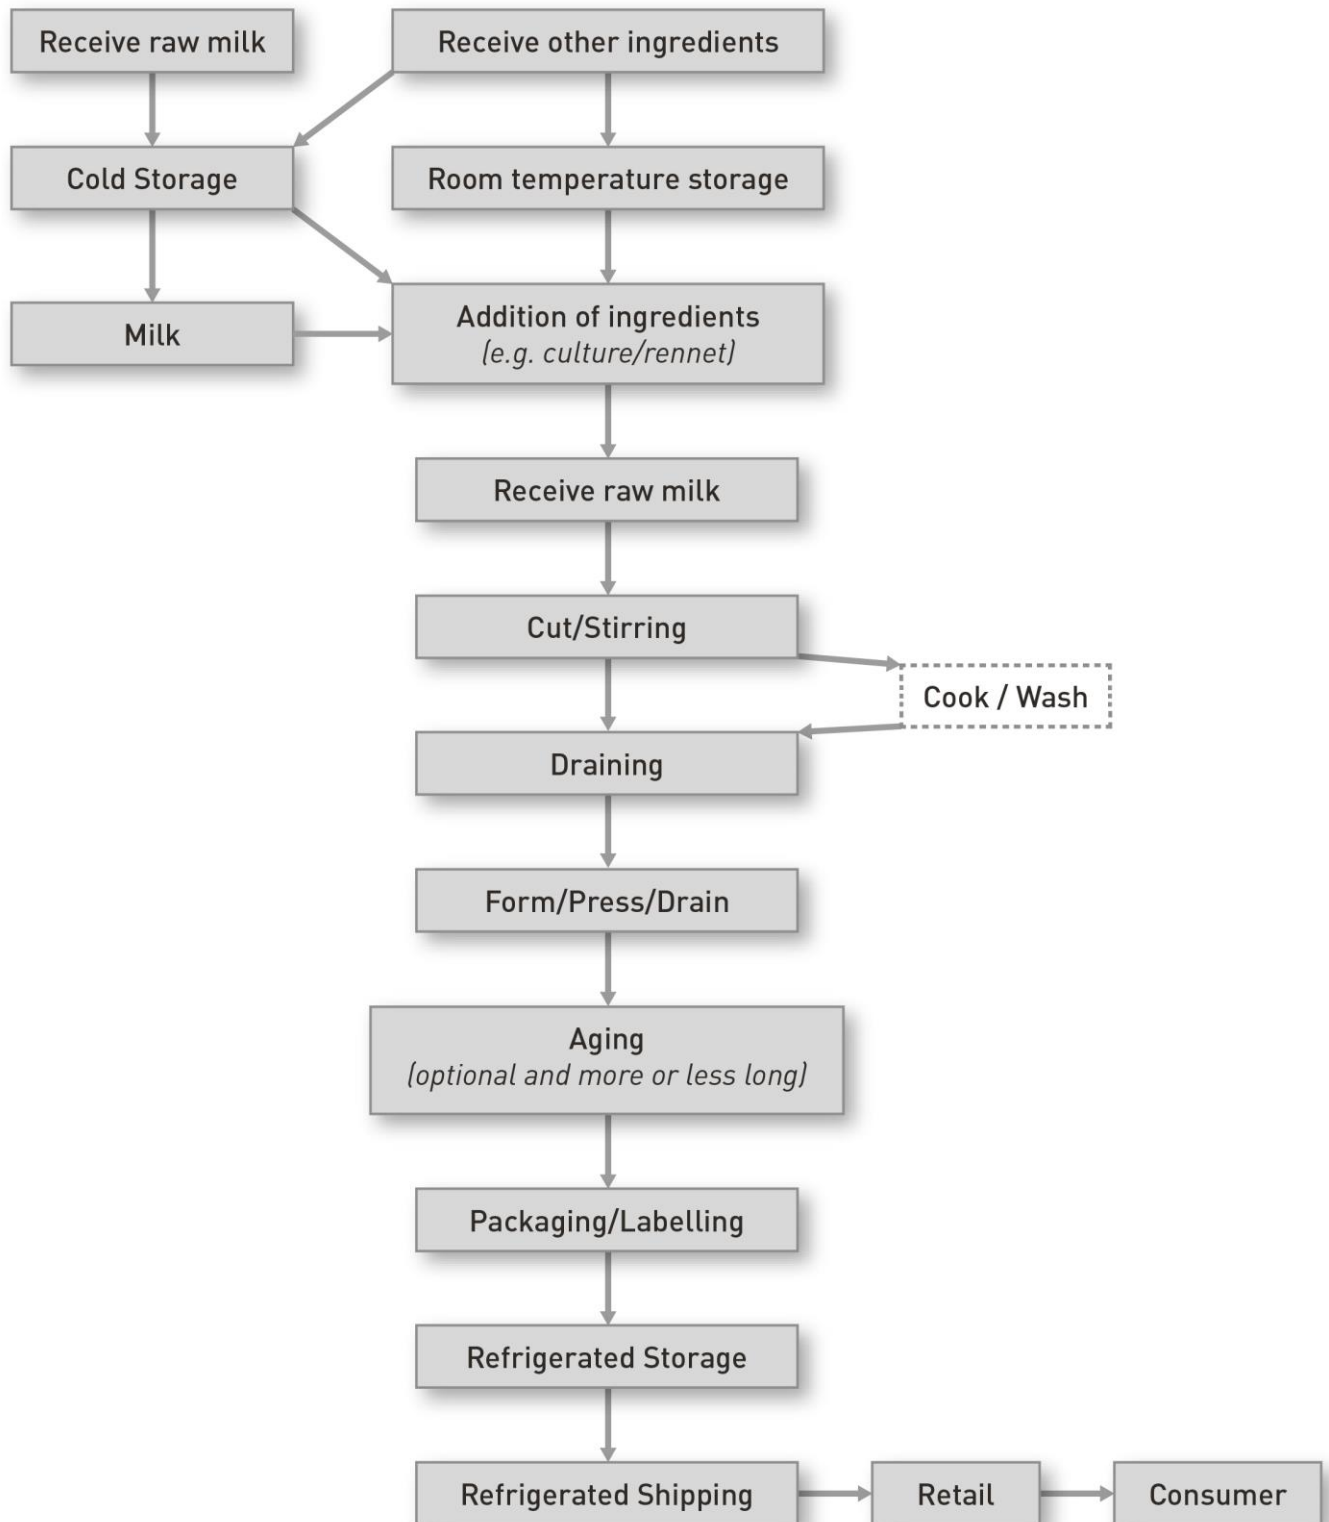 Receive raw milk
Receive other ingredients
Cold Storage
Room temperature storage
Milk
Addition of ingredients
(e.g. culture/rennet)
Receive raw milk
Cut/Stirring
Cook / Wash
Draining
Form/Press/Drain
Aging
(optional and more or less long)
Packaging/Labelling
Refrigerated Storage
Refrigerated Shipping
Retail
Consumer